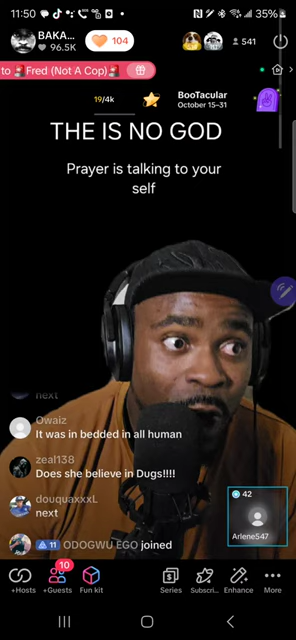 11:50
35%
BAKA...
96.5K
104
541
to 🚨Fred (Not A Cop)🚨
19/4k
BooTacular
October 15–31
THE IS NO GOD
Prayer is talking to your
self
next
Owaiz
It was in bedded in all human
zeal138
Does she believe in Dugs!!!!
douquaxxxL
next
11 ODOGWU EGO joined
42
Arlene547
10
+Hosts
+Guests
Fun kit
Series
Subscri...
Enhance
More